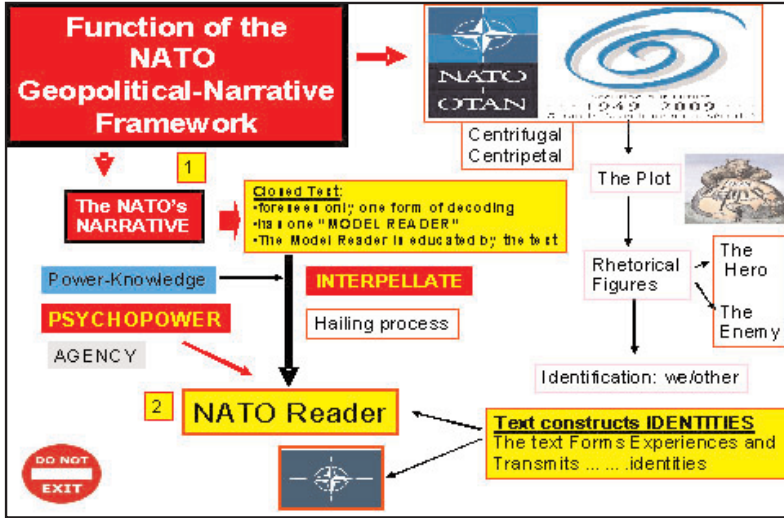 Function of the
NATO
Geopolitical-Narrative
Framework
NATO
OTAN
1949 2009
Centrifugal
Centripetal
1
The NATO's
NARRATIVE
Closed Text:
•foresees only one form of decoding
•has one "MODEL READER"
•The Model Reader is educated by the text
The Plot
Power-Knowledge
INTERPELLATE
Rhetorical
Figures
The
Hero
The
Enemy
PSYCHOPOWER
Hailing process
AGENCY
Identification: we/other
2
NATO Reader
Text constructs IDENTITIES
The text Forms Experiences and
Transmits ... ... .identities
DO NOT
EXIT